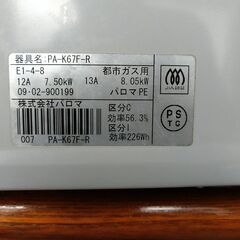 器具名:PA-K67F-R
E1-4-8 都市ガス用
12A 7.50kW 13A 8.05kW
09・02-900199 パロマPE
株式会社パロマ 区分C
効率56.3%
区分I
007 PA-K67F-R 効率226Wh
PS
TG